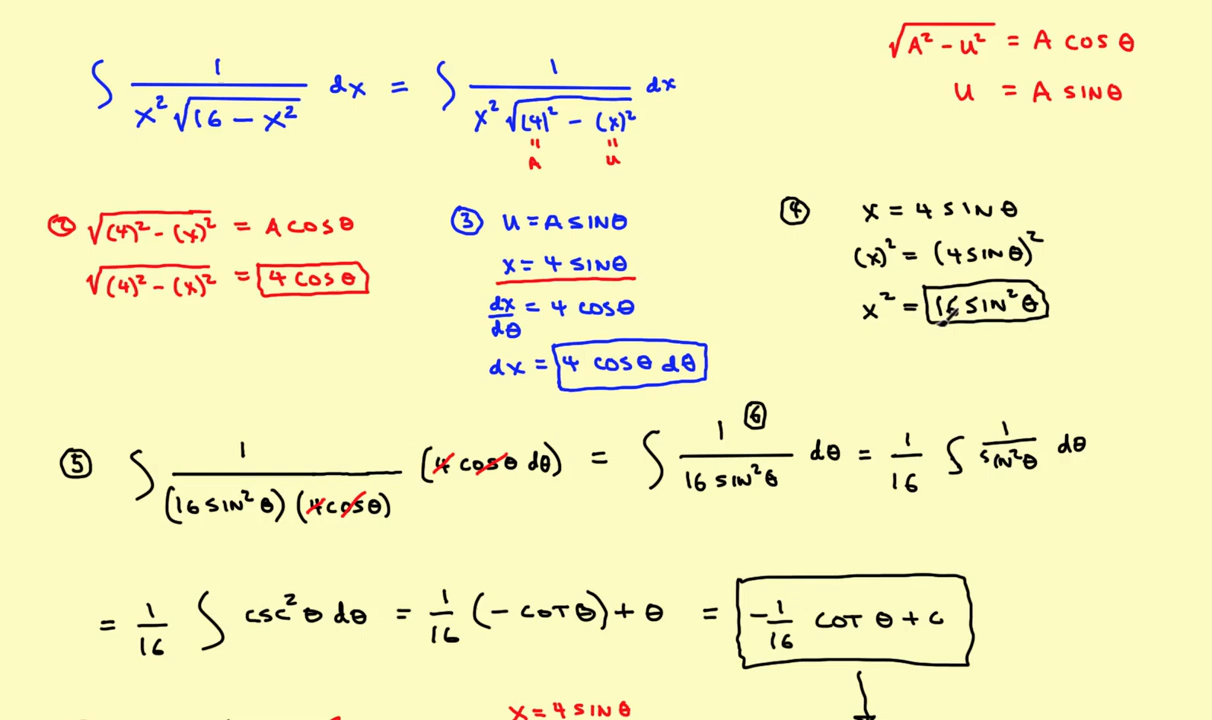 ∫ 1/(x² √(16 − x²)) dx = ∫ 1/(x² √((4)² − (x)²)) dx
" "
A u
√(A² − u²) = A cos θ
u = A sin θ
② √((4)² − (x)²) = A cos θ
√((4)² − (x)²) = 4 cos θ
③ u = A sin θ
x = 4 sin θ
dx/dθ = 4 cos θ
dx = 4 cos θ dθ
④ x = 4 sin θ
(x)² = (4 sin θ)²
x² = 16 sin² θ
⑤ ∫ 1/((16 sin² θ)(4 cos θ)) (4 cos θ dθ) = ∫ 1/(16 sin² θ) dθ = 1/16 ∫ 1/(sin² θ) dθ
⑥
= 1/16 ∫ csc² θ dθ = 1/16 (− cot θ) + θ = −1/16 cot θ + c
x = 4 sin θ